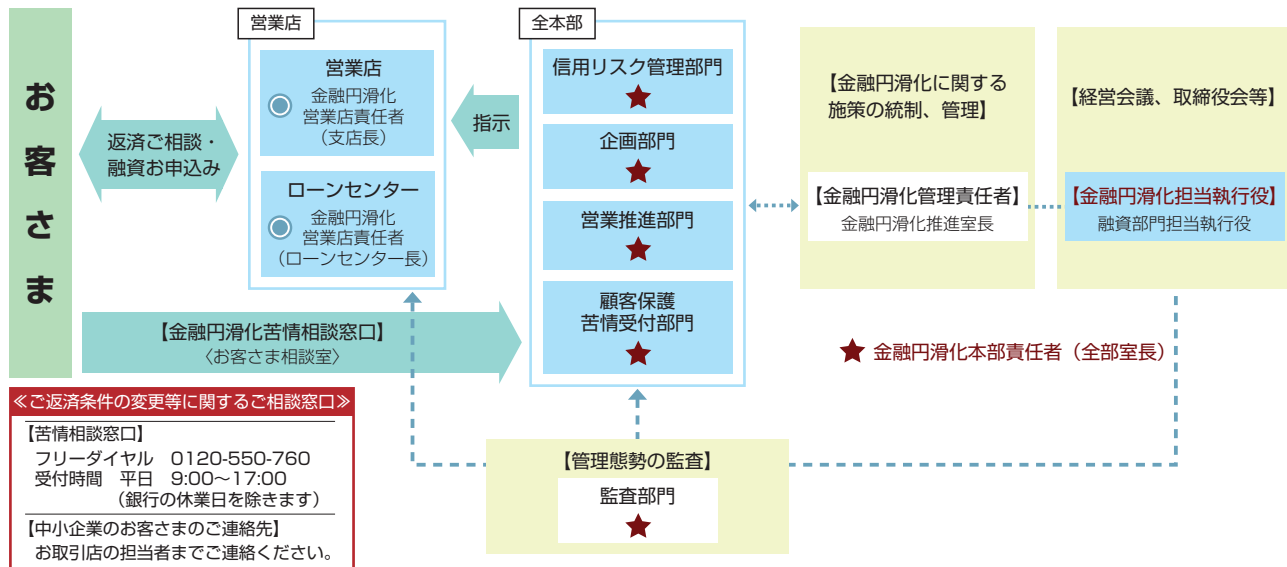 お客さま
返済ご相談・
融資お申込み
営業店
営業店
金融円滑化
営業店責任者
(支店長)
ローンセンター
金融円滑化
営業店責任者
(ローンセンター長)
指示
全本部
信用リスク管理部門
★
企画部門
★
営業推進部門
★
顧客保護
苦情受付部門
★
【金融円滑化に関する
施策の統制、管理】
【金融円滑化管理責任者】
金融円滑化推進室長
【経営会議、取締役会等】
【金融円滑化担当執行役】
融資部門担当執行役
【金融円滑化苦情相談窓口】
〈お客さま相談室〉
★ 金融円滑化本部責任者(全部室長)
≪ご返済条件の変更等に関するご相談窓口≫
【苦情相談窓口】
フリーダイヤル 0120-550-760
受付時間 平日 9:00〜17:00
(銀行の休業日を除きます)
【中小企業のお客さまのご連絡先】
お取引店の担当者までご連絡ください。
【管理態勢の監査】
監査部門
★